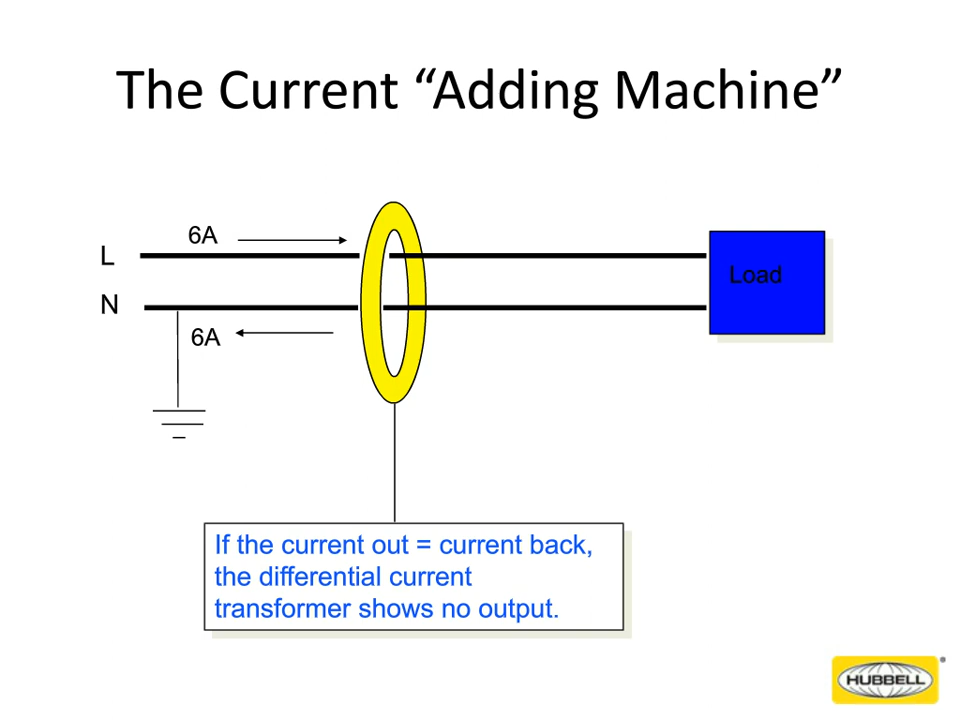 The Current “Adding Machine”
6A
L
Load
N
6A
If the current out = current back,
the differential current
transformer shows no output.
HUBBELL